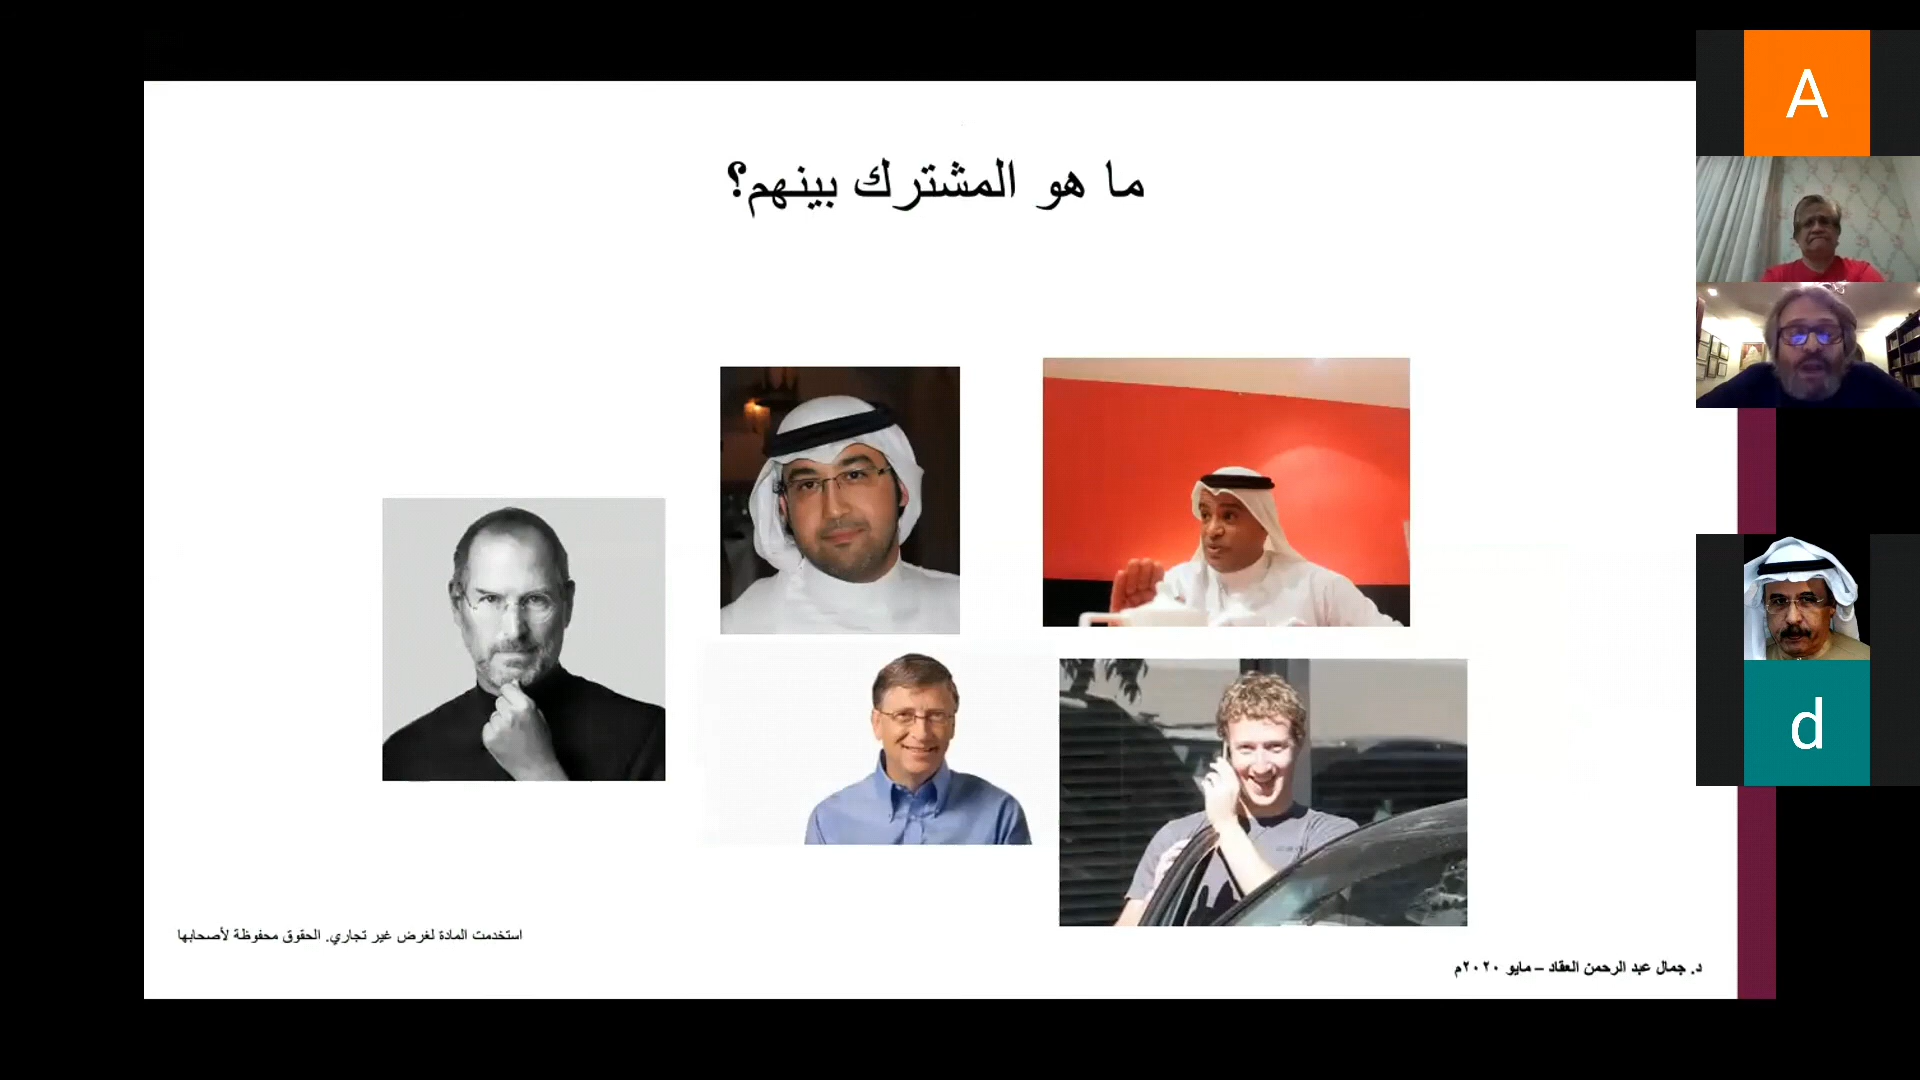 ما هو المشترك بينهم؟
A
d
استخدمت المادة لغرض غير تجاري. الحقوق محفوظة لأصحابها
د. جمال عبد الرحمن العقاد – مايو ٢٠٢٠م